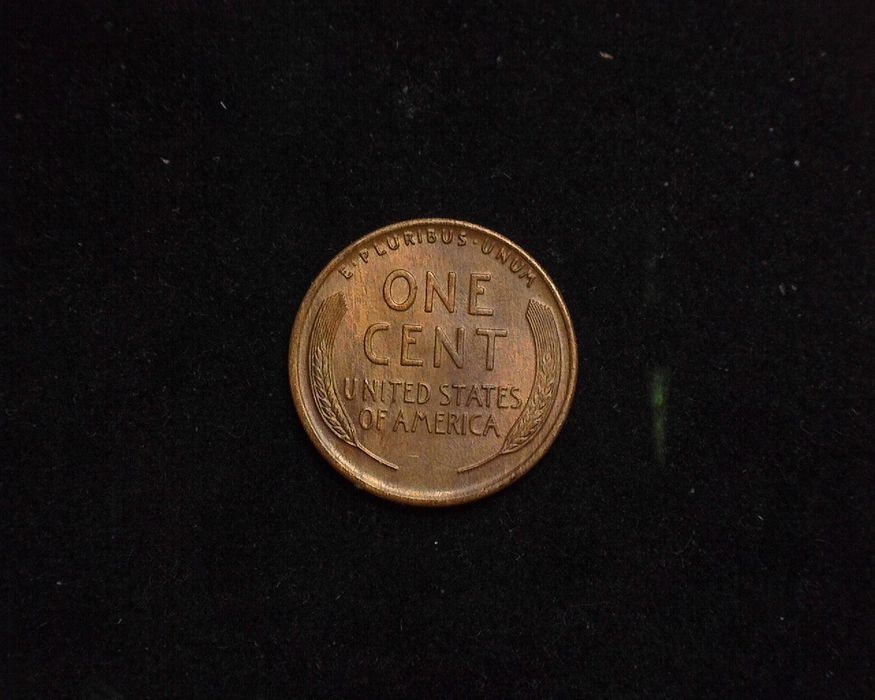 E·PLURIBUS·UNUM
ONE
CENT
UNITED STATES
OF AMERICA